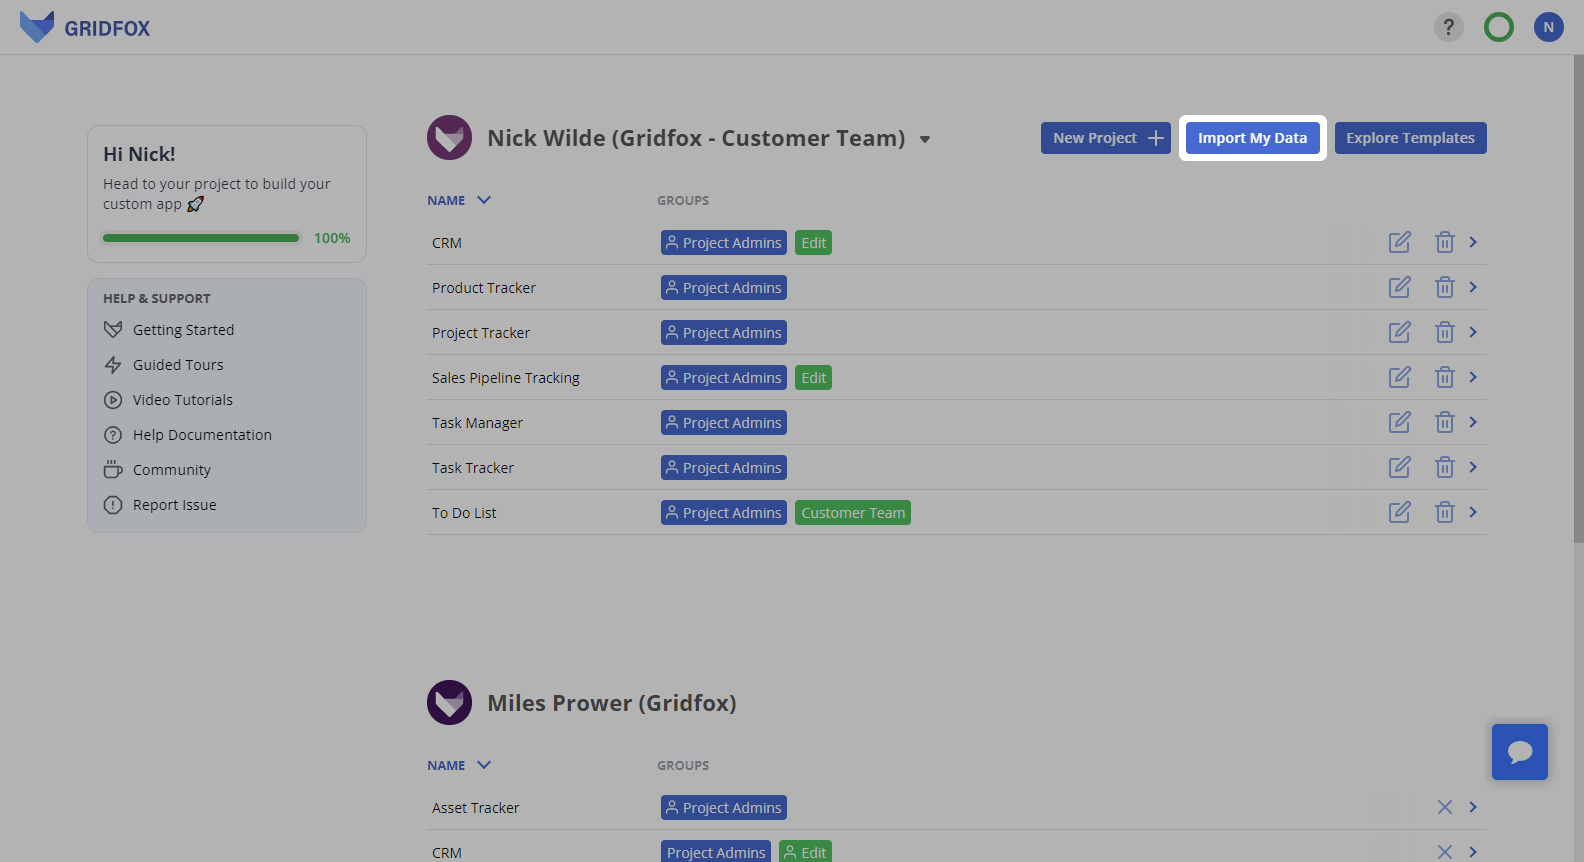 GRIDFOX
? N
Hi Nick!
Head to your project to build your
custom app
100%
HELP & SUPPORT
Getting Started
Guided Tours
Video Tutorials
Help Documentation
Community
Report Issue
Nick Wilde (Gridfox - Customer Team)
New Project Import My Data Explore Templates
NAME GROUPS
CRM Project Admins Edit
Product Tracker Project Admins
Project Tracker Project Admins
Sales Pipeline Tracking Project Admins Edit
Task Manager Project Admins
Task Tracker Project Admins
To Do List Project Admins Customer Team
Miles Prower (Gridfox)
NAME GROUPS
Asset Tracker Project Admins
CRM Project Admins Edit